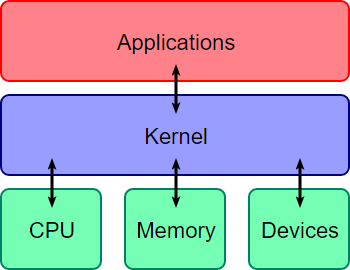 Applications
Kernel
CPU
Memory
Devices